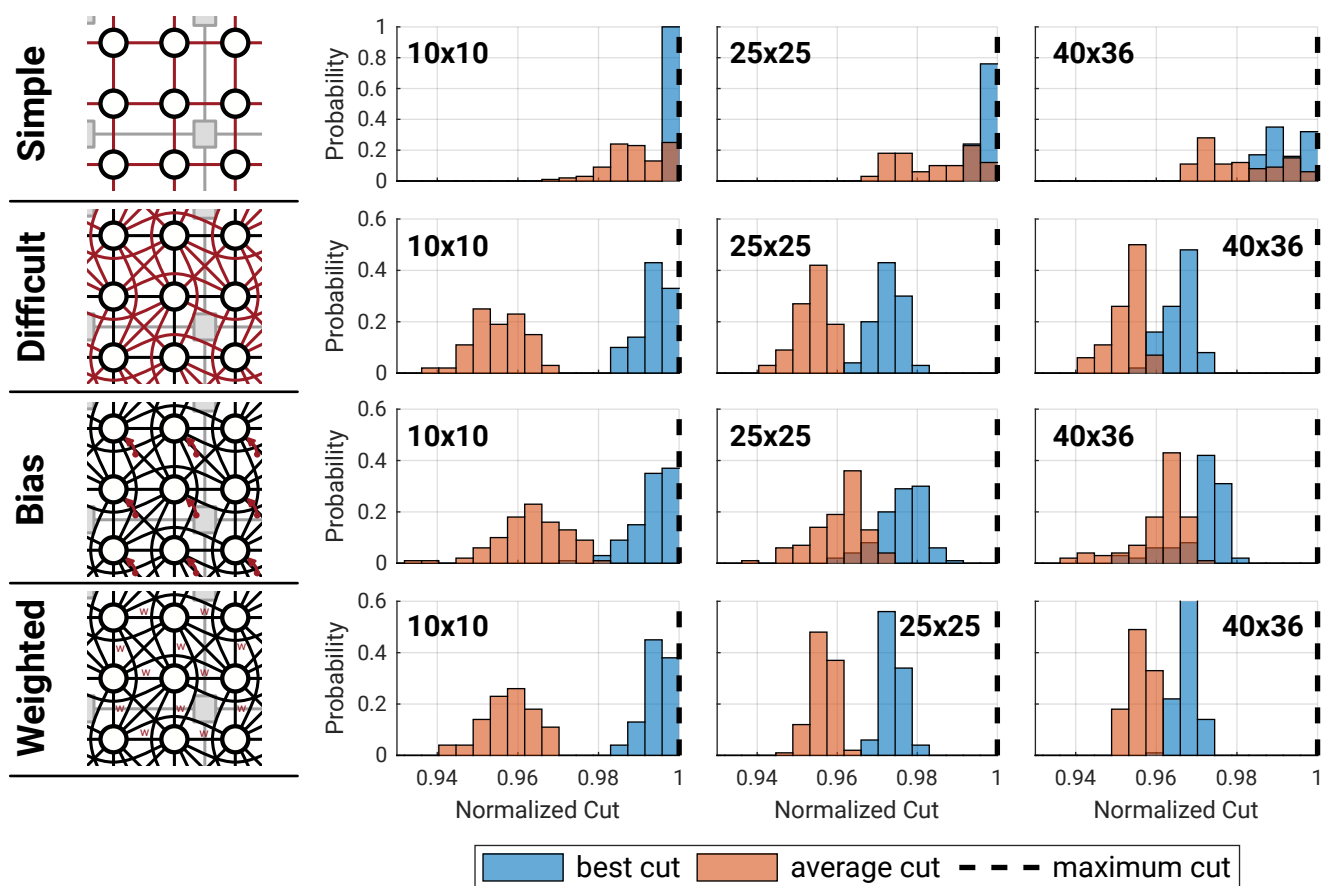 Simple
Probability
1
0.8
0.6
0.4
0.2
0
10x10
25x25
40x36
Difficult
Probability
0.6
0.4
0.2
0
10x10
25x25
40x36
Bias
Probability
0.6
0.4
0.2
0
10x10
25x25
40x36
Weighted
w w
w w
w w
w w
w w
Probability
0.6
0.4
0.2
0
10x10
25x25
40x36
0.94 0.96 0.98 1
0.94 0.96 0.98 1
0.94 0.96 0.98 1
Normalized Cut
Normalized Cut
Normalized Cut
best cut average cut maximum cut